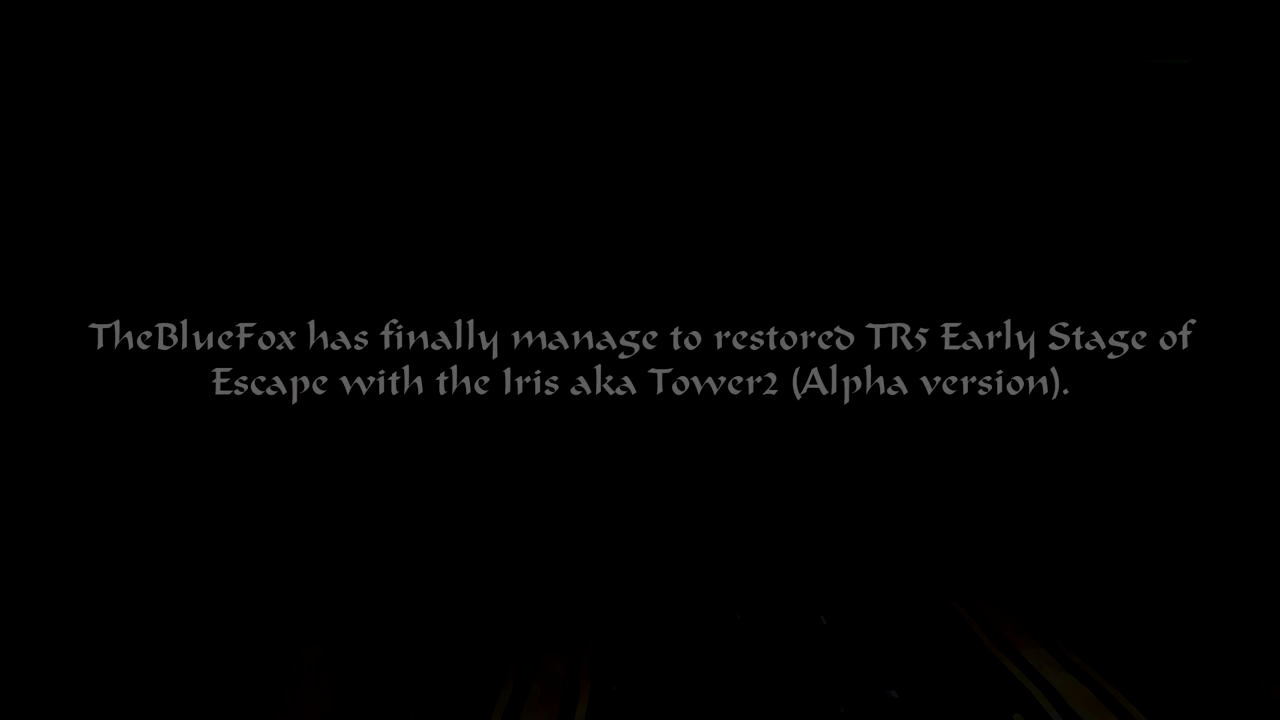 TheBlueFox has finally manage to restored TR5 Early Stage of
Escape with the Iris aka Tower2 (Alpha version).